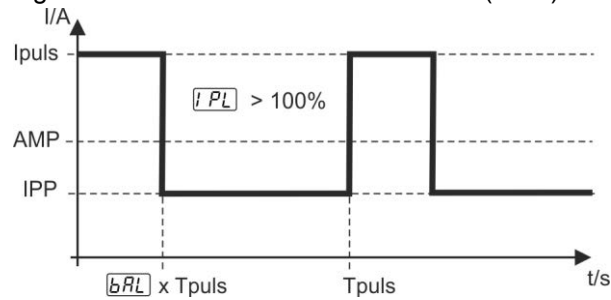 I/A
Ipuls
IPL > 100%
AMP
IPP
bAL x Tpuls
Tpuls
t/s